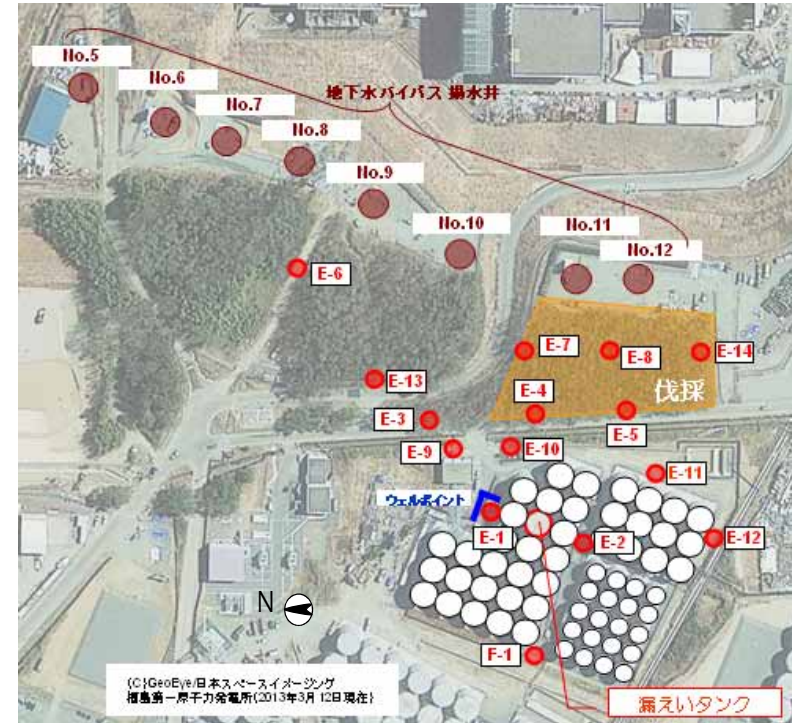 No.5
No.6
No.7
地下水バイパス 揚水井
No.8
No.9
No.10
No.11
No.12
E-6
E-7
E-8
E-14
E-13
伐採
E-4
E-3
E-5
E-9
E-10
E-11
ウェルポイント
E-1
E-2
E-12
N
F-1
(C)GeoEye/日本スペースイメージング
福島第一原子力発電所(2013年3月12日現在)
漏えいタンク